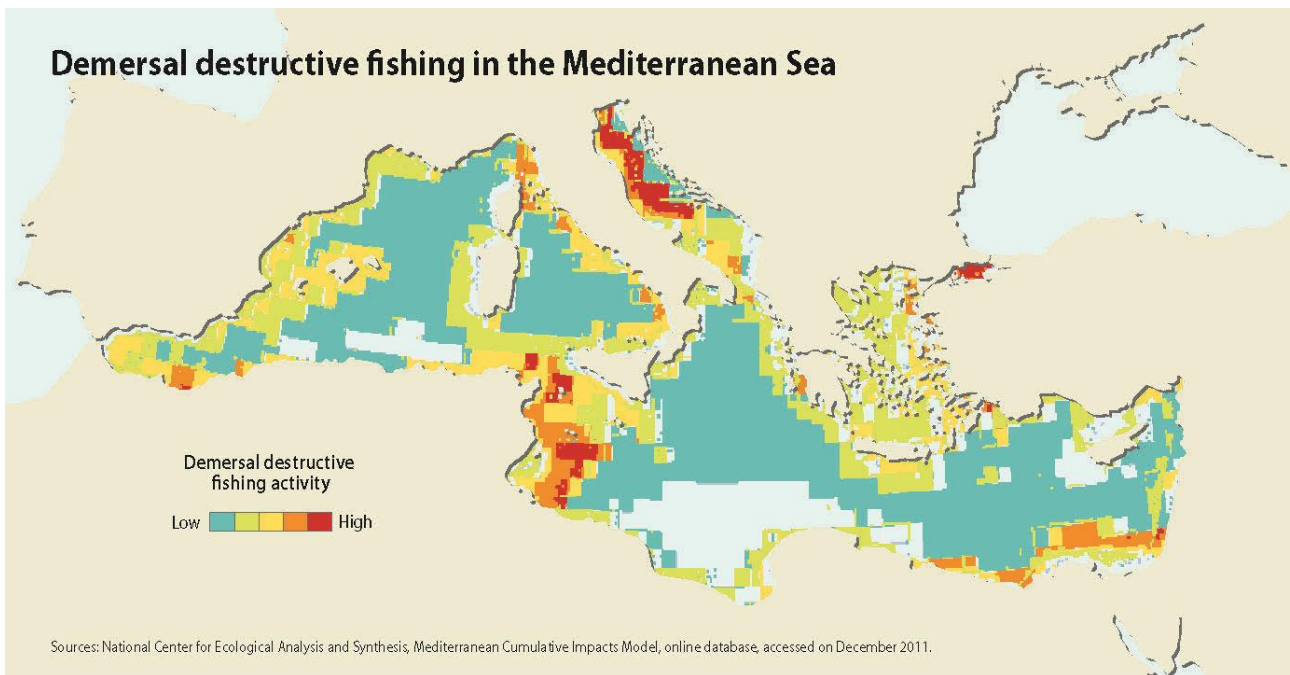 Demersal destructive fishing in the Mediterranean Sea
Demersal destructive
fishing activity
Low High
Sources: National Center for Ecological Analysis and Synthesis, Mediterranean Cumulative Impacts Model, online database, accessed on December 2011.